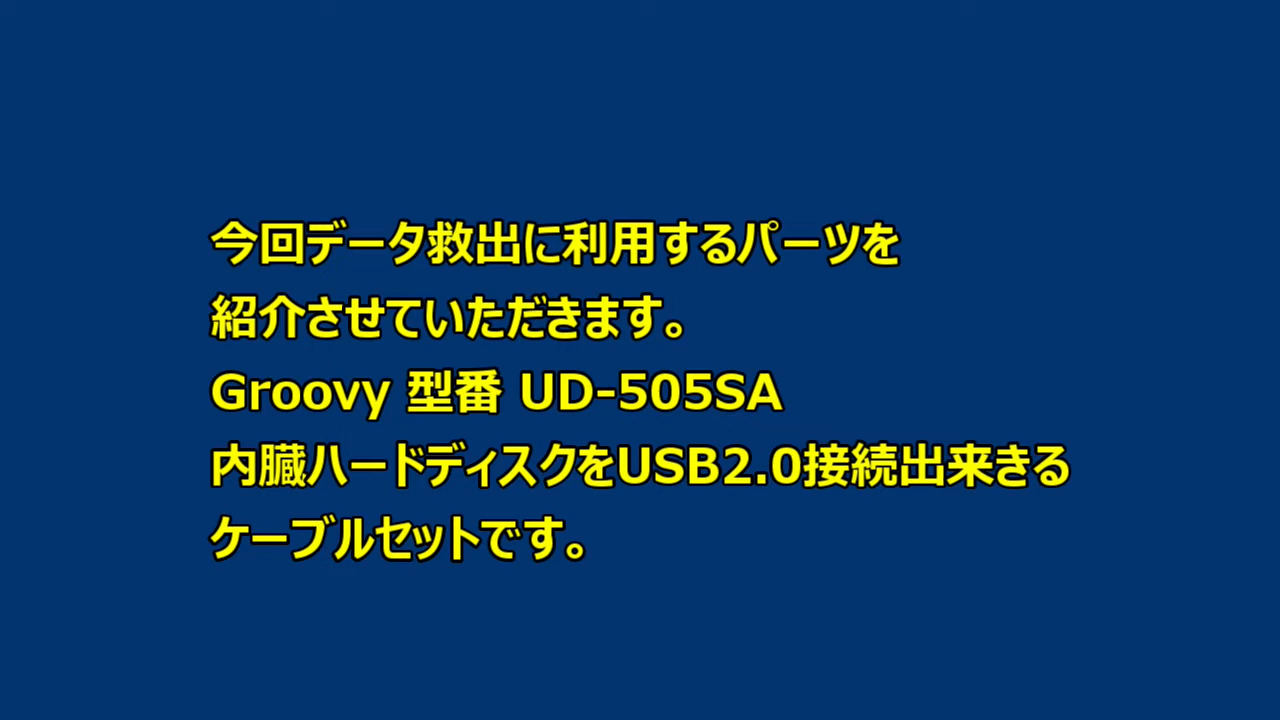 今回データ救出に利用するパーツを
紹介させていただきます。
Groovy 型番 UD-505SA
内臓ハードディスクをUSB2.0接続出来きる
ケーブルセットです。